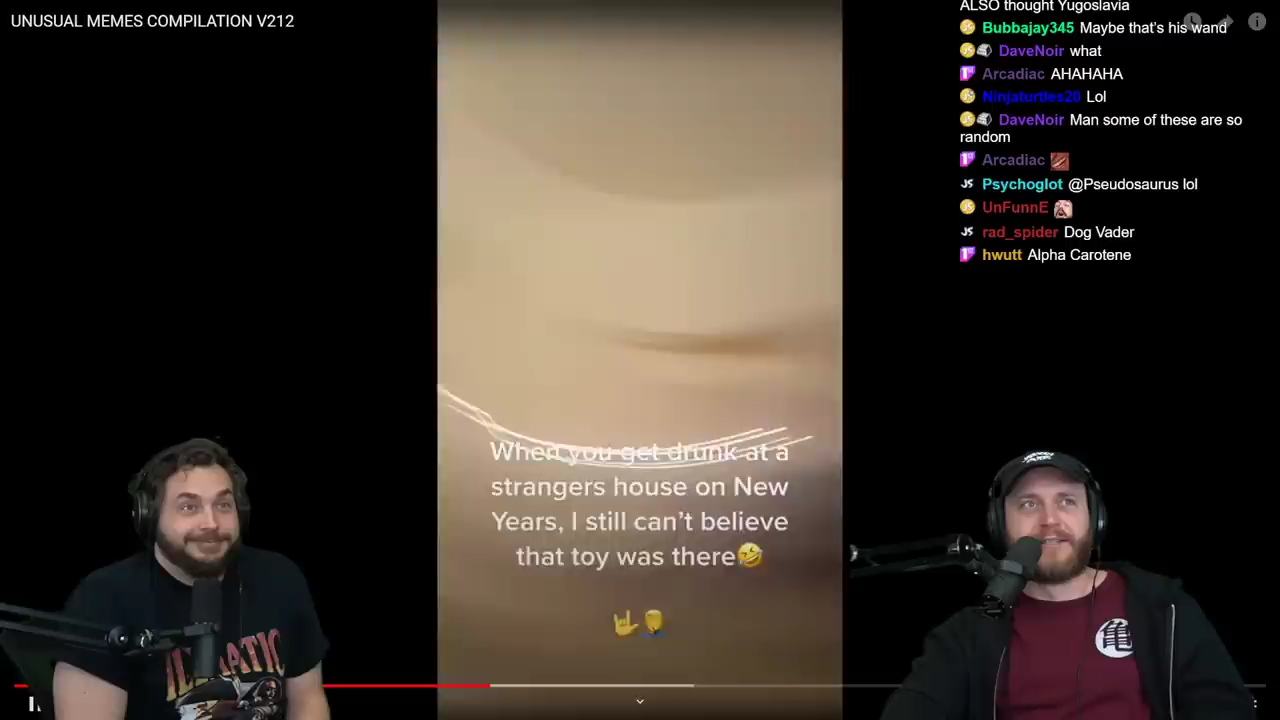 UNUSUAL MEMES COMPILATION V212
ALSO thought Yugoslavia
Bubbajay345 Maybe that's his wand
DaveNoir what
Arcadiac AHAHAHA
Ninjaturtles20 Lol
DaveNoir Man some of these are so
random
Arcadiac
Psychoglot @Pseudosaurus lol
UnFunnE
rad_spider Dog Vader
hwutt Alpha Carotene
When you get drunk at a
strangers house on New
Years, I still can't believe
that toy was there🤣
🤟🤦
亀